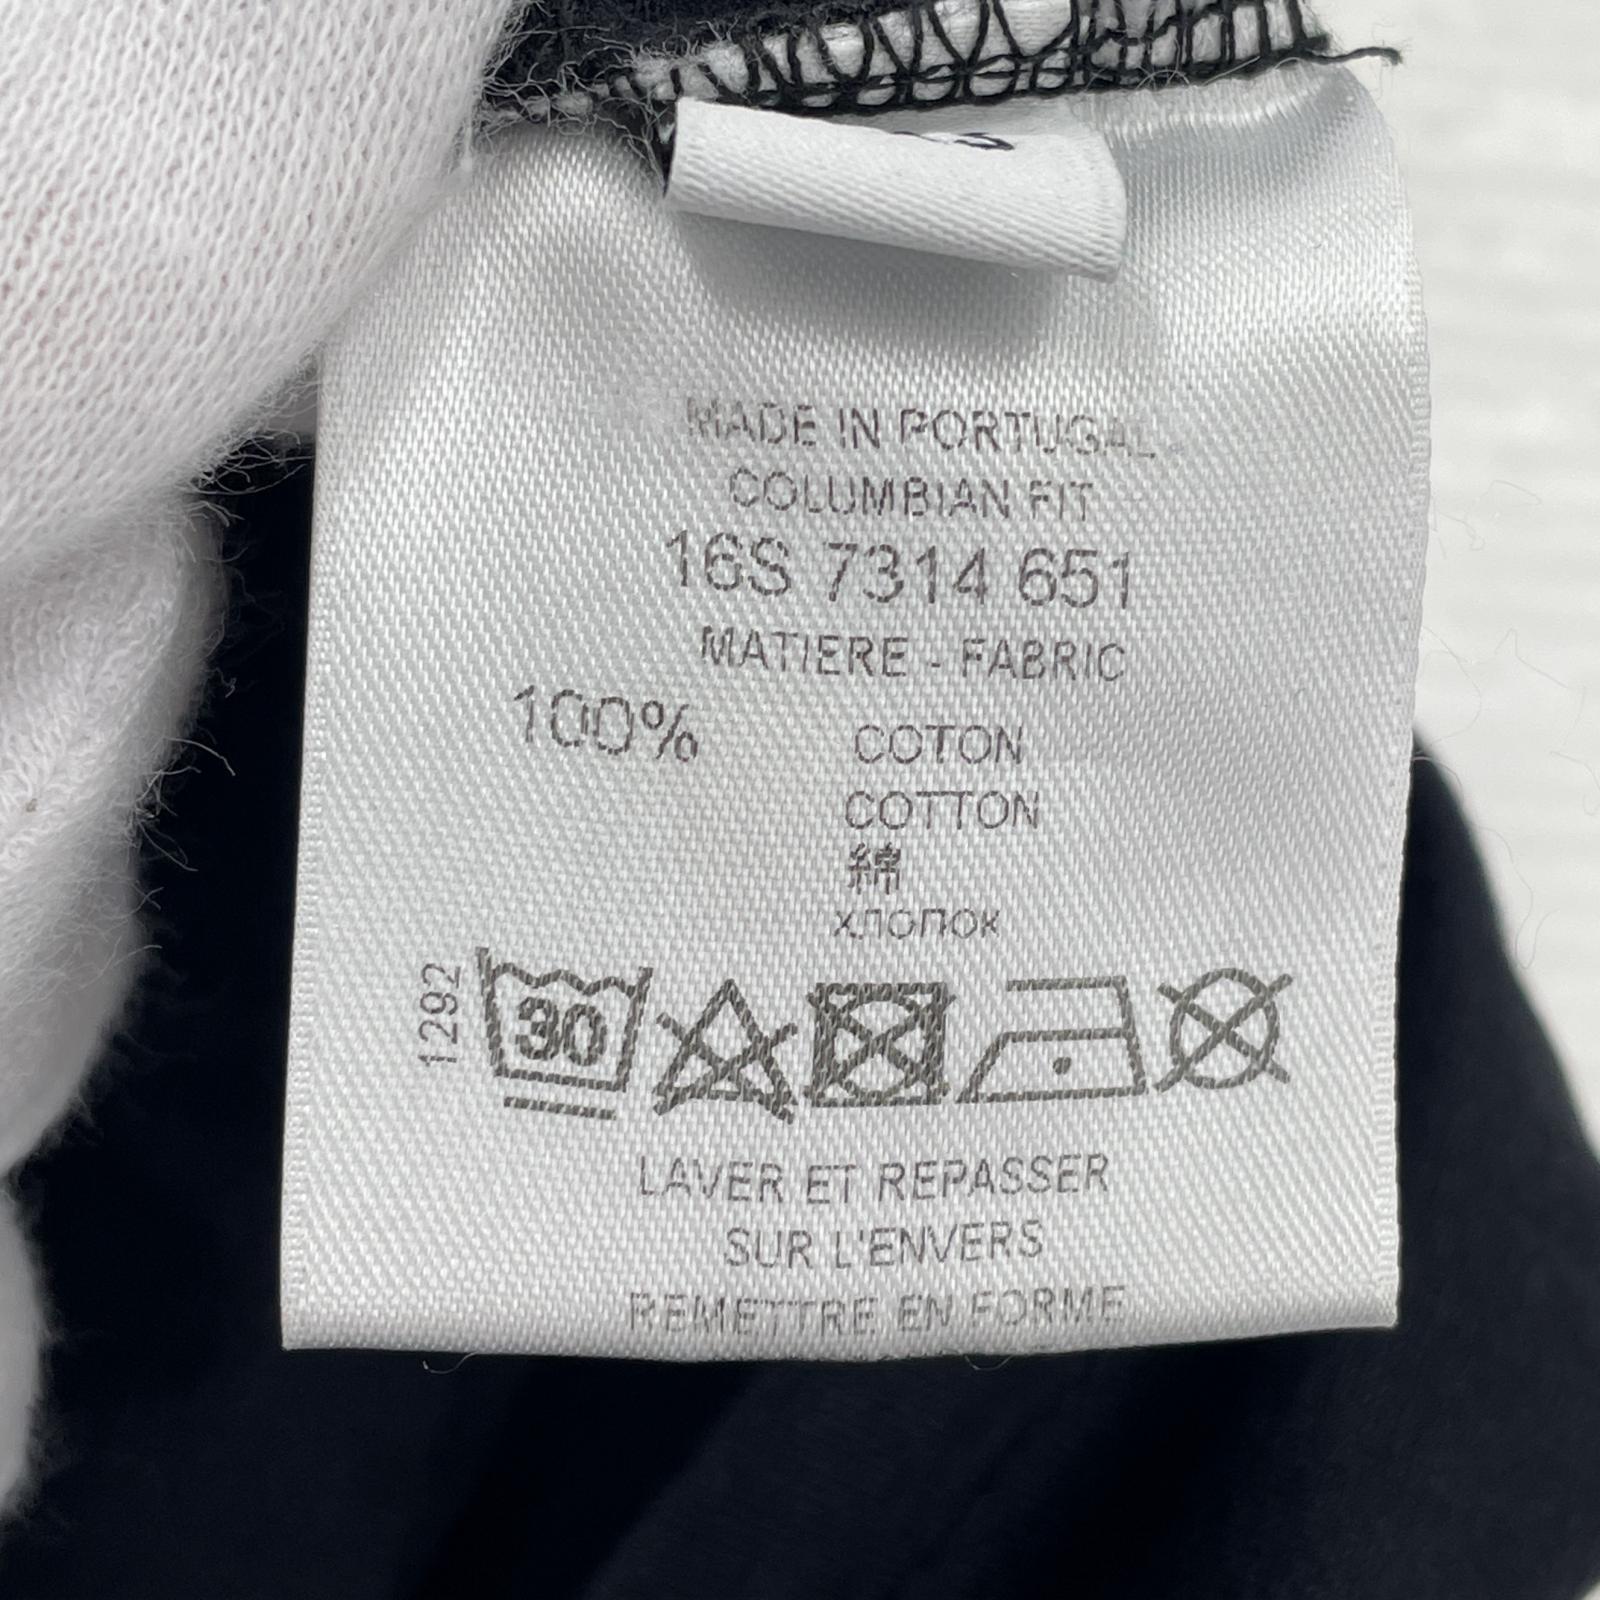 MADE IN PORTUGAL
COLUMBIAN FIT
16S 7314 651
MATIERE - FABRIC
100% COTON
COTTON
綿
хлопок
1292
30
LAVER ET REPASSER
SUR L'ENVERS
REMETTRE EN FORME